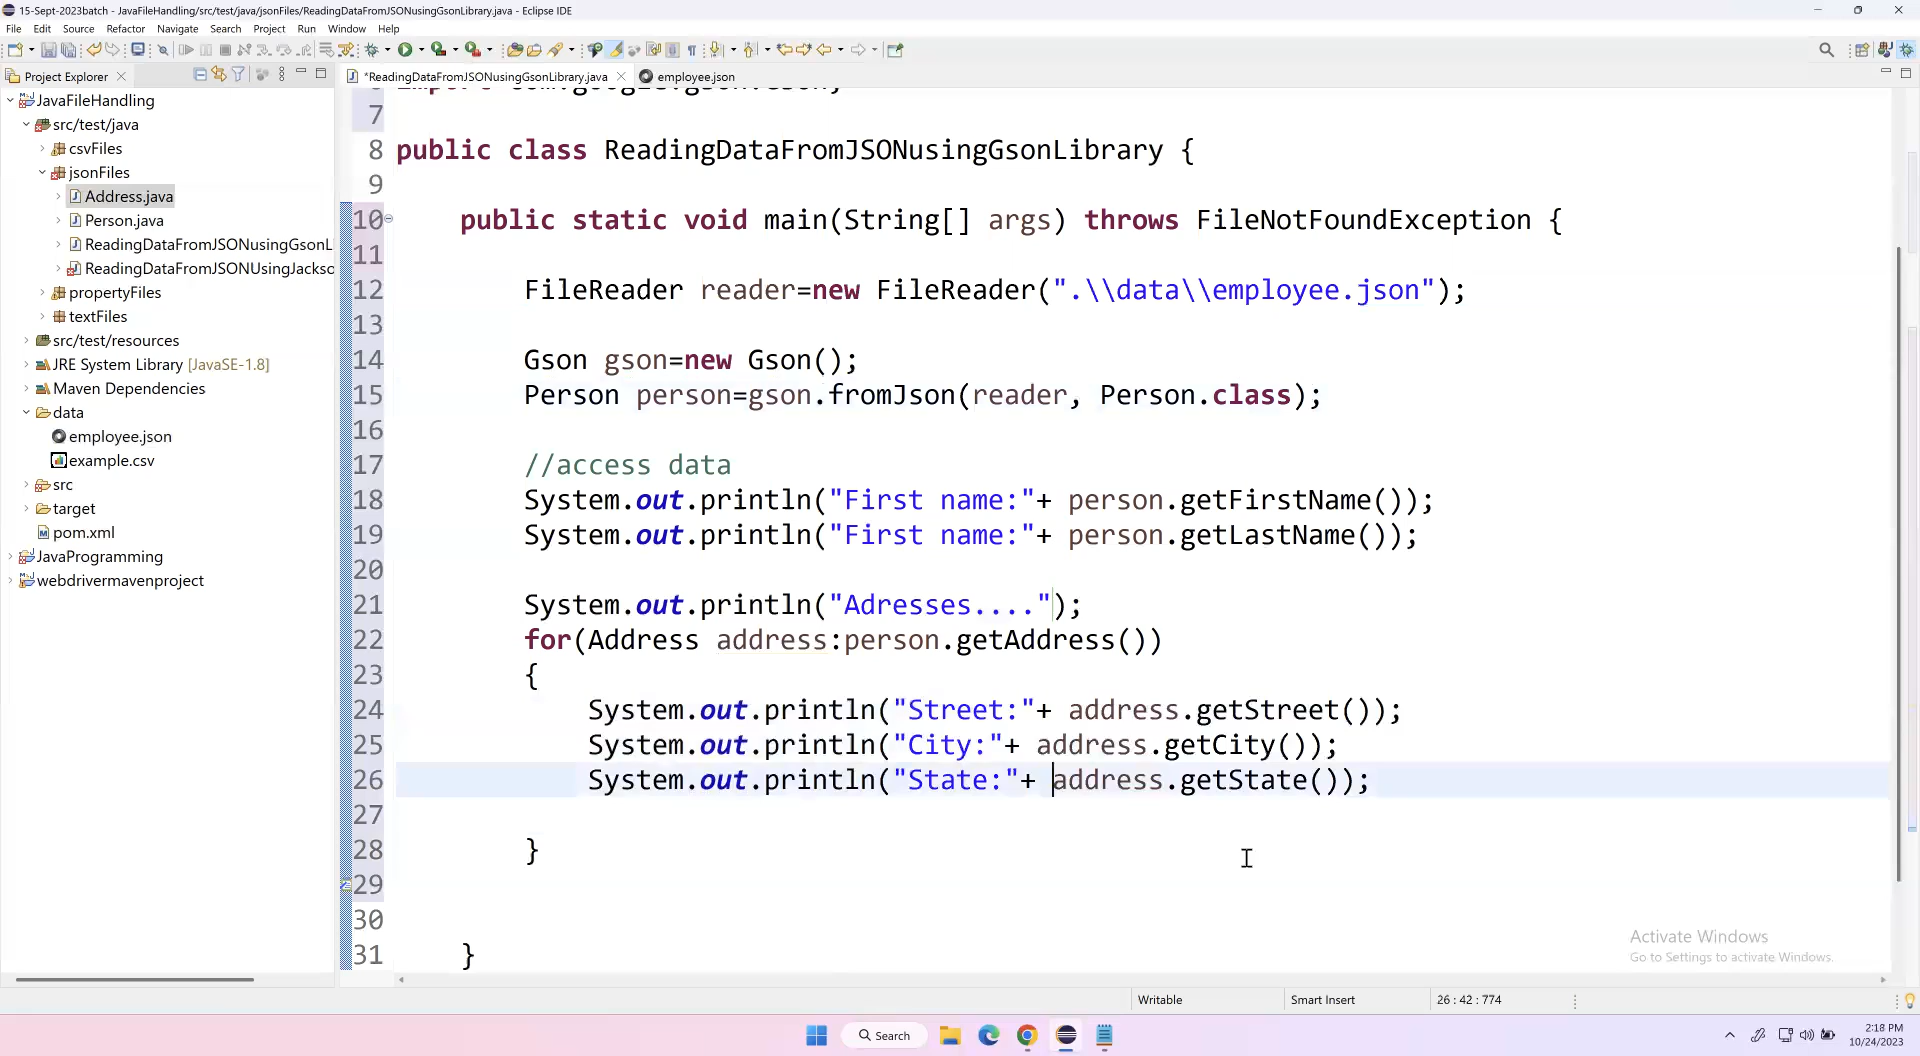 15-Sept-2023batch - JavaFileHandling/src/test/java/jsonFiles/ReadingDataFromJSONusingGsonLibrary.java - Eclipse IDE
File Edit Source Refactor Navigate Search Project Run Window Help
Project Explorer
*ReadingDataFromJSONusingGsonLibrary.java employee.json
JavaFileHandling
src/test/java
csvFiles
jsonFiles
Address.java
Person.java
ReadingDataFromJSONusingGsonL
ReadingDataFromJSONUsingJackso
propertyFiles
textFiles
src/test/resources
JRE System Library [JavaSE-1.8]
Maven Dependencies
data
employee.json
example.csv
src
target
pom.xml
JavaProgramming
webdrivermavenproject
7
8 public class ReadingDataFromJSONusingGsonLibrary {
9
10 public static void main(String[] args) throws FileNotFoundException {
11
12 FileReader reader=new FileReader(".\\data\\employee.json");
13
14 Gson gson=new Gson();
15 Person person=gson.fromJson(reader, Person.class);
16
17 //access data
18 System.out.println("First name:"+ person.getFirstName());
19 System.out.println("First name:"+ person.getLastName());
20
21 System.out.println("Adresses....");
22 for(Address address:person.getAddress())
23 {
24 System.out.println("Street:"+ address.getStreet());
25 System.out.println("City:"+ address.getCity());
26 System.out.println("State:"+ address.getState());
27
28 }
29
30
31 }
Activate Windows
Go to Settings to activate Windows.
Writable Smart Insert 26 : 42 : 774
Search
2:18 PM
10/24/2023